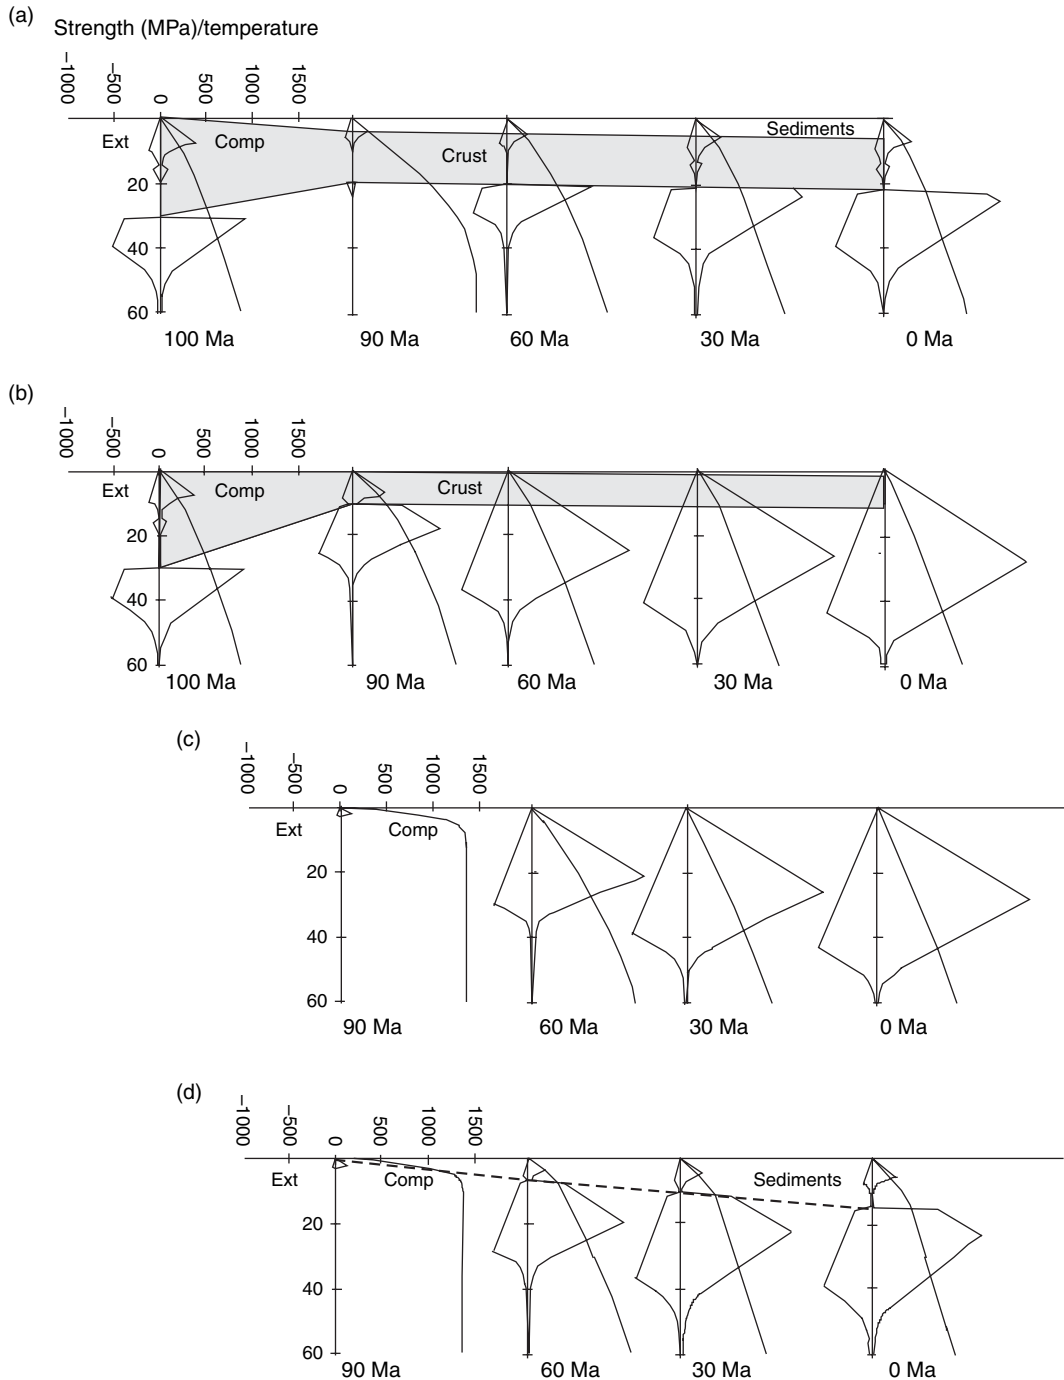 (a)
Strength (MPa)/temperature
−1000 −500 0 500 1000 1500
Ext Comp Crust Sediments
20
40
60
100 Ma 90 Ma 60 Ma 30 Ma 0 Ma
(b)
−1000 −500 0 500 1000 1500
Ext Comp Crust
20
40
60
100 Ma 90 Ma 60 Ma 30 Ma 0 Ma
(c)
−1000 −500 0 500 1000 1500
Ext Comp
20
40
60
90 Ma 60 Ma 30 Ma 0 Ma
(d)
−1000 −500 0 500 1000 1500
Ext Comp Sediments
20
40
60
90 Ma 60 Ma 30 Ma 0 Ma